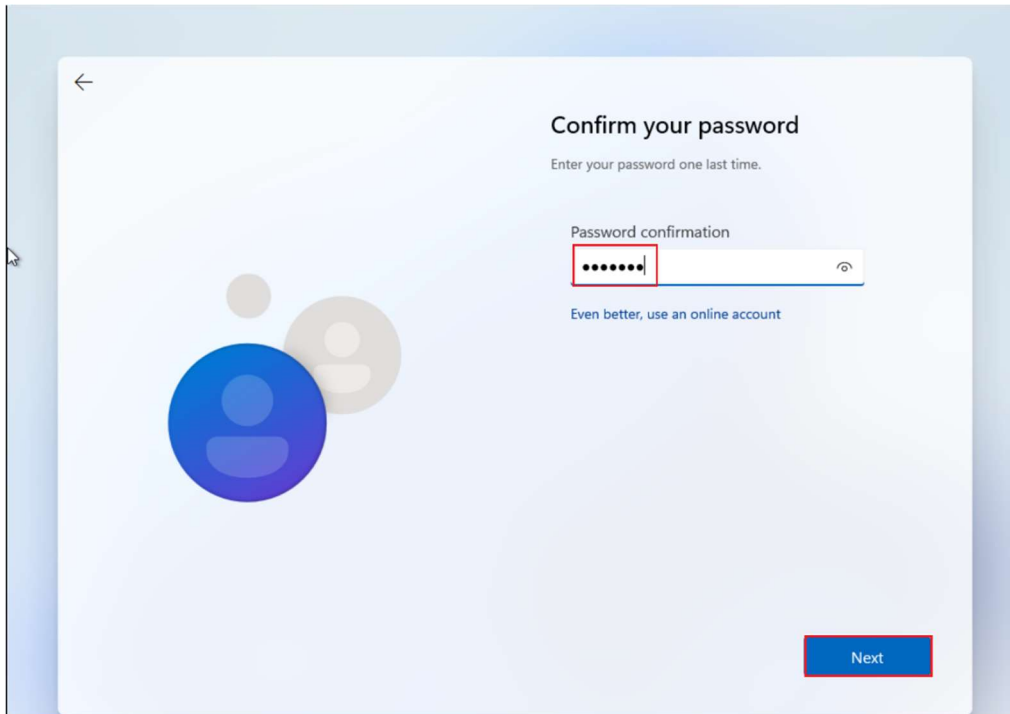 Confirm your password
Enter your password one last time.
Password confirmation
•••••••
Even better, use an online account
Next